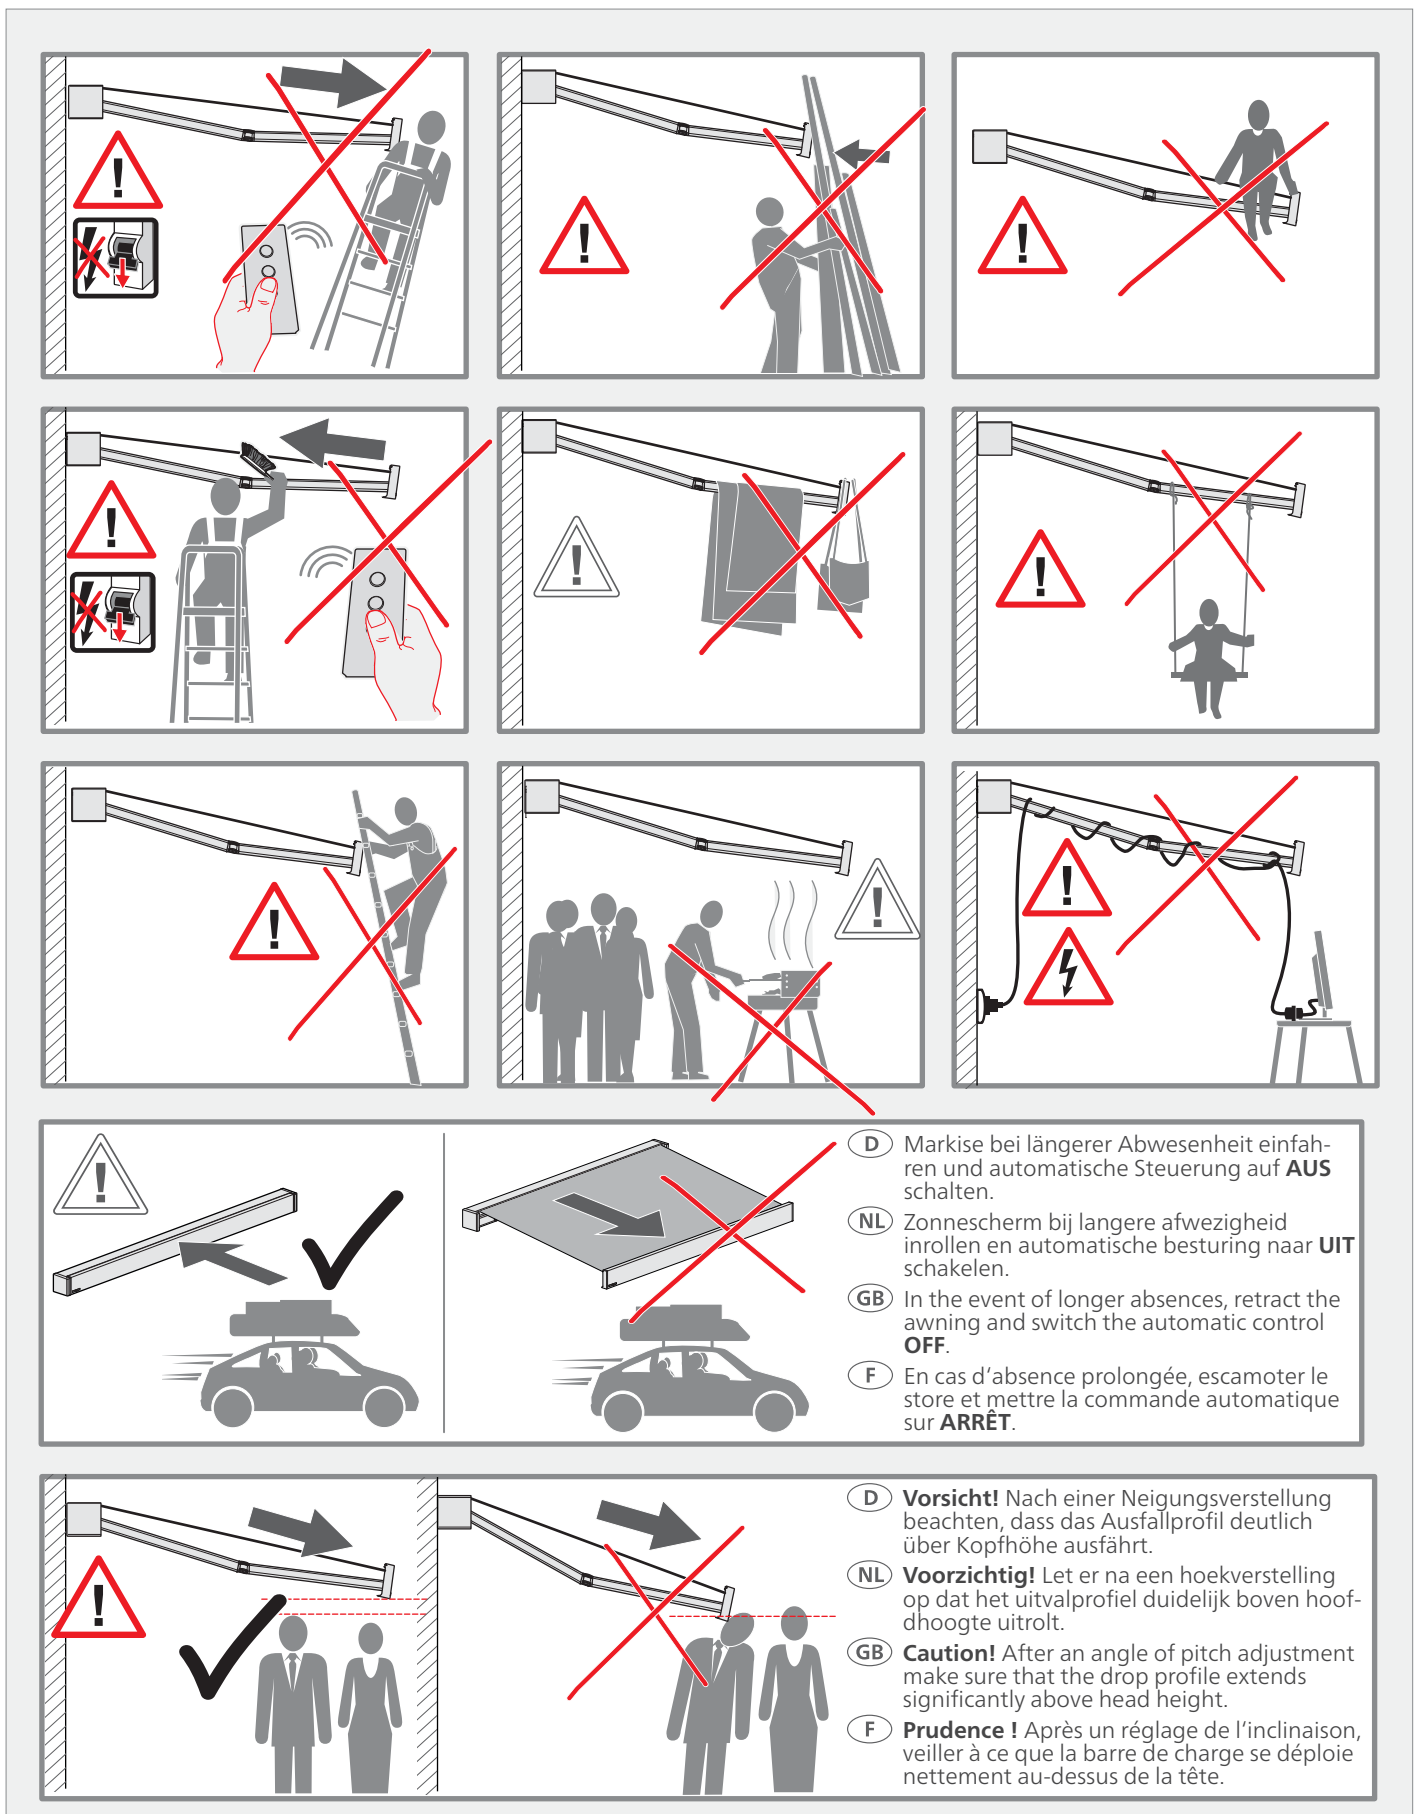 D Markise bei längerer Abwesenheit einfah-
ren und automatische Steuerung auf AUS
schalten.
NL Zonnescherm bij langere afwezigheid
inrollen en automatische besturing naar UIT
schakelen.
GB In the event of longer absences, retract the
awning and switch the automatic control
OFF.
F En cas d'absence prolongée, escamoter le
store et mettre la commande automatique
sur ARRÊT.
D Vorsicht! Nach einer Neigungsverstellung
beachten, dass das Ausfallprofil deutlich
über Kopfhöhe ausfährt.
NL Voorzichtig! Let er na een hoekverstelling
op dat het uitvalprofiel duidelijk boven hoof-
dhoogte uitrolt.
GB Caution! After an angle of pitch adjustment
make sure that the drop profile extends
significantly above head height.
F Prudence ! Après un réglage de l'inclinaison,
veiller à ce que la barre de charge se déploie
nettement au-dessus de la tête.